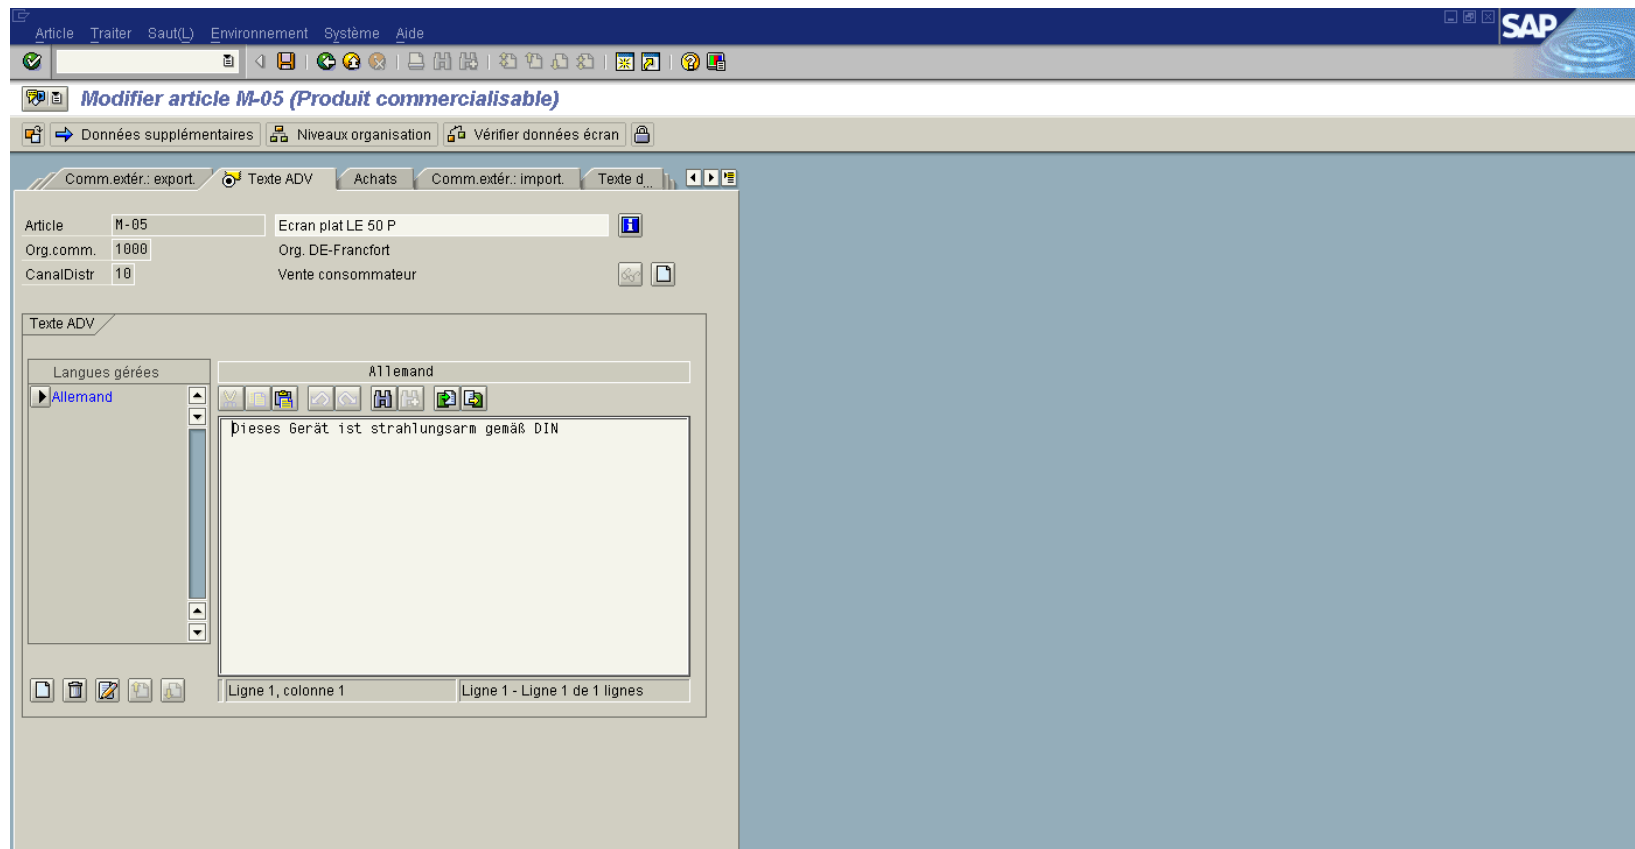 Article Traiter Saut(L) Environnement Système Aide
SAP
Modifier article M-05 (Produit commercialisable)
Données supplémentaires Niveaux organisation Vérifier données écran
Comm.extér.: export. Texte ADV Achats Comm.extér.: import. Texte d...
Article M-05 Ecran plat LE 50 P
Org.comm. 1000 Org. DE-Francfort
CanalDistr 10 Vente consommateur
Texte ADV
Langues gérées Allemand
Allemand
Dieses Gerät ist strahlungsarm gemäß DIN
Ligne 1, colonne 1 Ligne 1 - Ligne 1 de 1 lignes